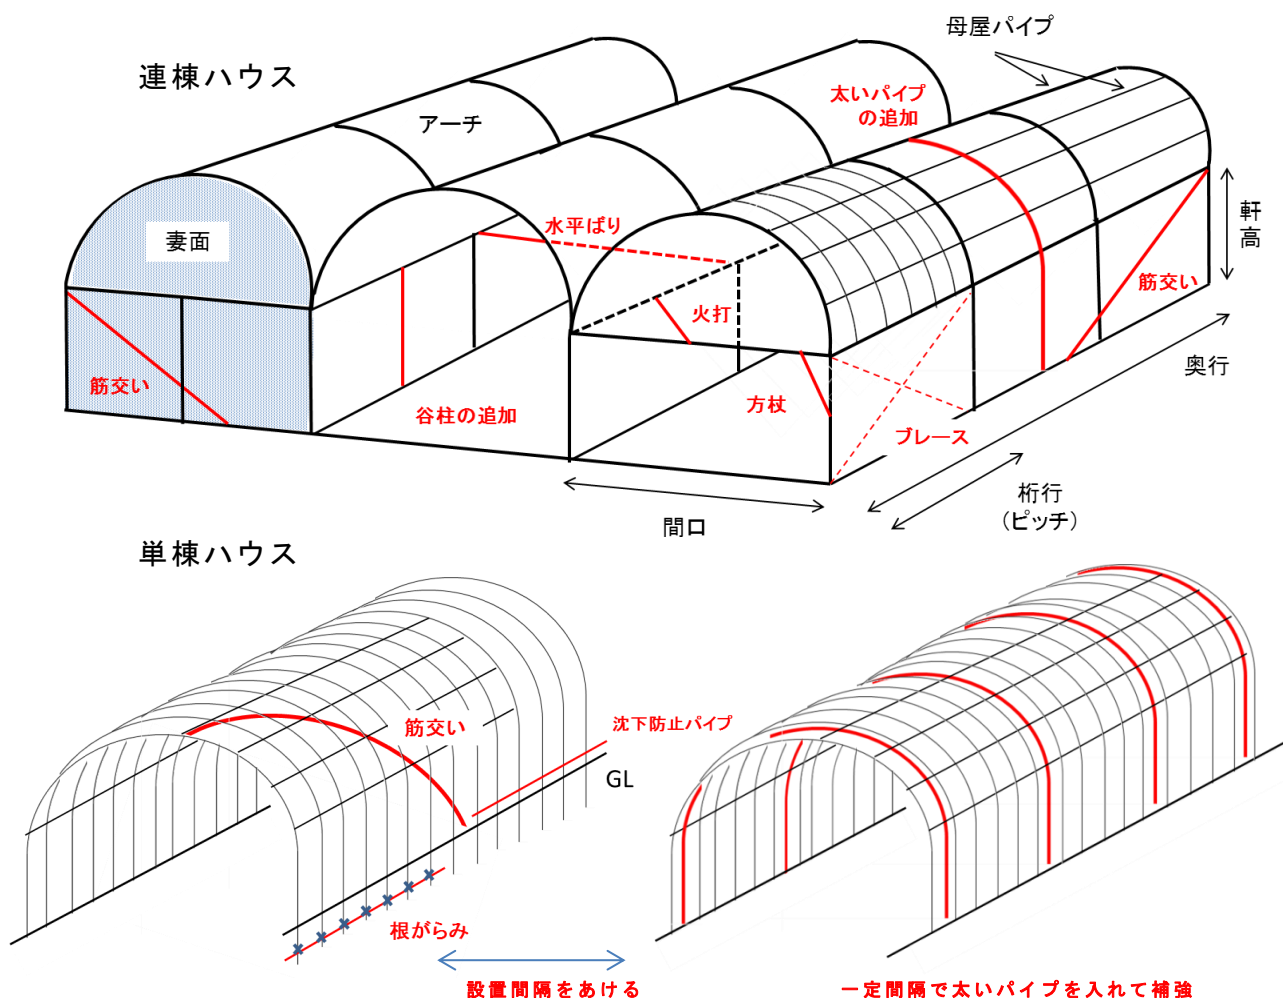 母屋パイプ
連棟ハウス
太いパイプ
の追加
アーチ
水平ばり
妻面
軒高
火打
筋交い
筋交い
谷柱の追加
方杖
ブレース
奥行
桁行
（ピッチ）
間口
単棟ハウス
筋交い
沈下防止パイプ
GL
根がらみ
設置間隔をあける
一定間隔で太いパイプを入れて補強